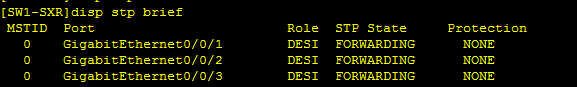 [SW1-SXR]disp stp brief
MSTID Port Role STP State Protection
0 GigabitEthernet0/0/1 DESI FORWARDING NONE
0 GigabitEthernet0/0/2 DESI FORWARDING NONE
0 GigabitEthernet0/0/3 DESI FORWARDING NONE